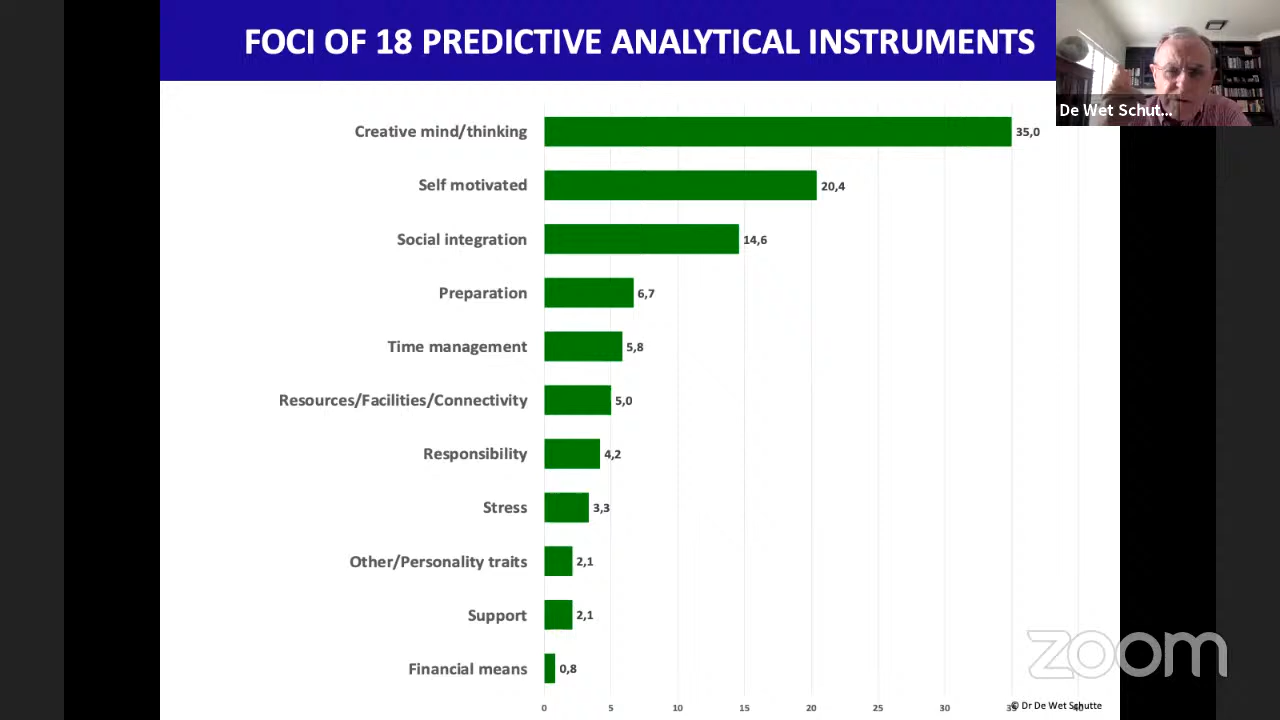 FOCI OF 18 PREDICTIVE ANALYTICAL INSTRUMENTS
De Wet Schut...
Creative mind/thinking 35,0
Self motivated 20,4
Social integration 14,6
Preparation 6,7
Time management 5,8
Resources/Facilities/Connectivity 5,0
Responsibility 4,2
Stress 3,3
Other/Personality traits 2,1
Support 2,1
Financial means 0,8
zoom
0 5 10 15 20 25 30 35 40
© Dr De Wet Schutte